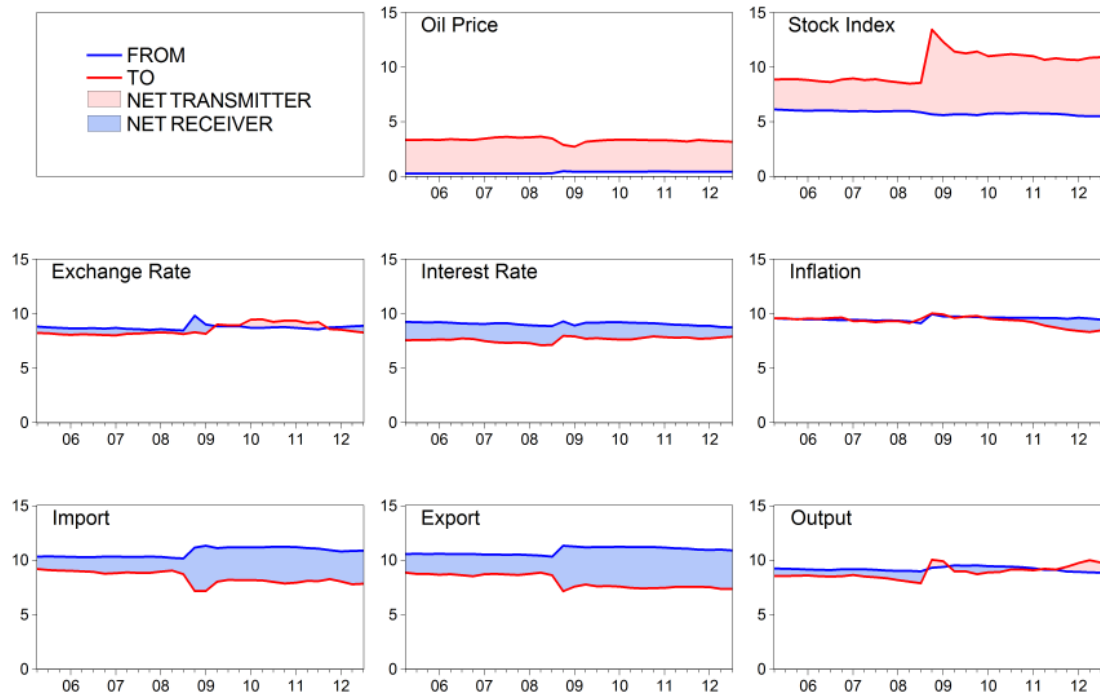 FROM
TO
NET TRANSMITTER
NET RECEIVER
Oil Price
15
10
5
0
06 07 08 09 10 11 12
Stock Index
15
10
5
0
06 07 08 09 10 11 12
Exchange Rate
15
10
5
0
06 07 08 09 10 11 12
Interest Rate
15
10
5
0
06 07 08 09 10 11 12
Inflation
15
10
5
0
06 07 08 09 10 11 12
Import
15
10
5
0
06 07 08 09 10 11 12
Export
15
10
5
0
06 07 08 09 10 11 12
Output
15
10
5
0
06 07 08 09 10 11 12